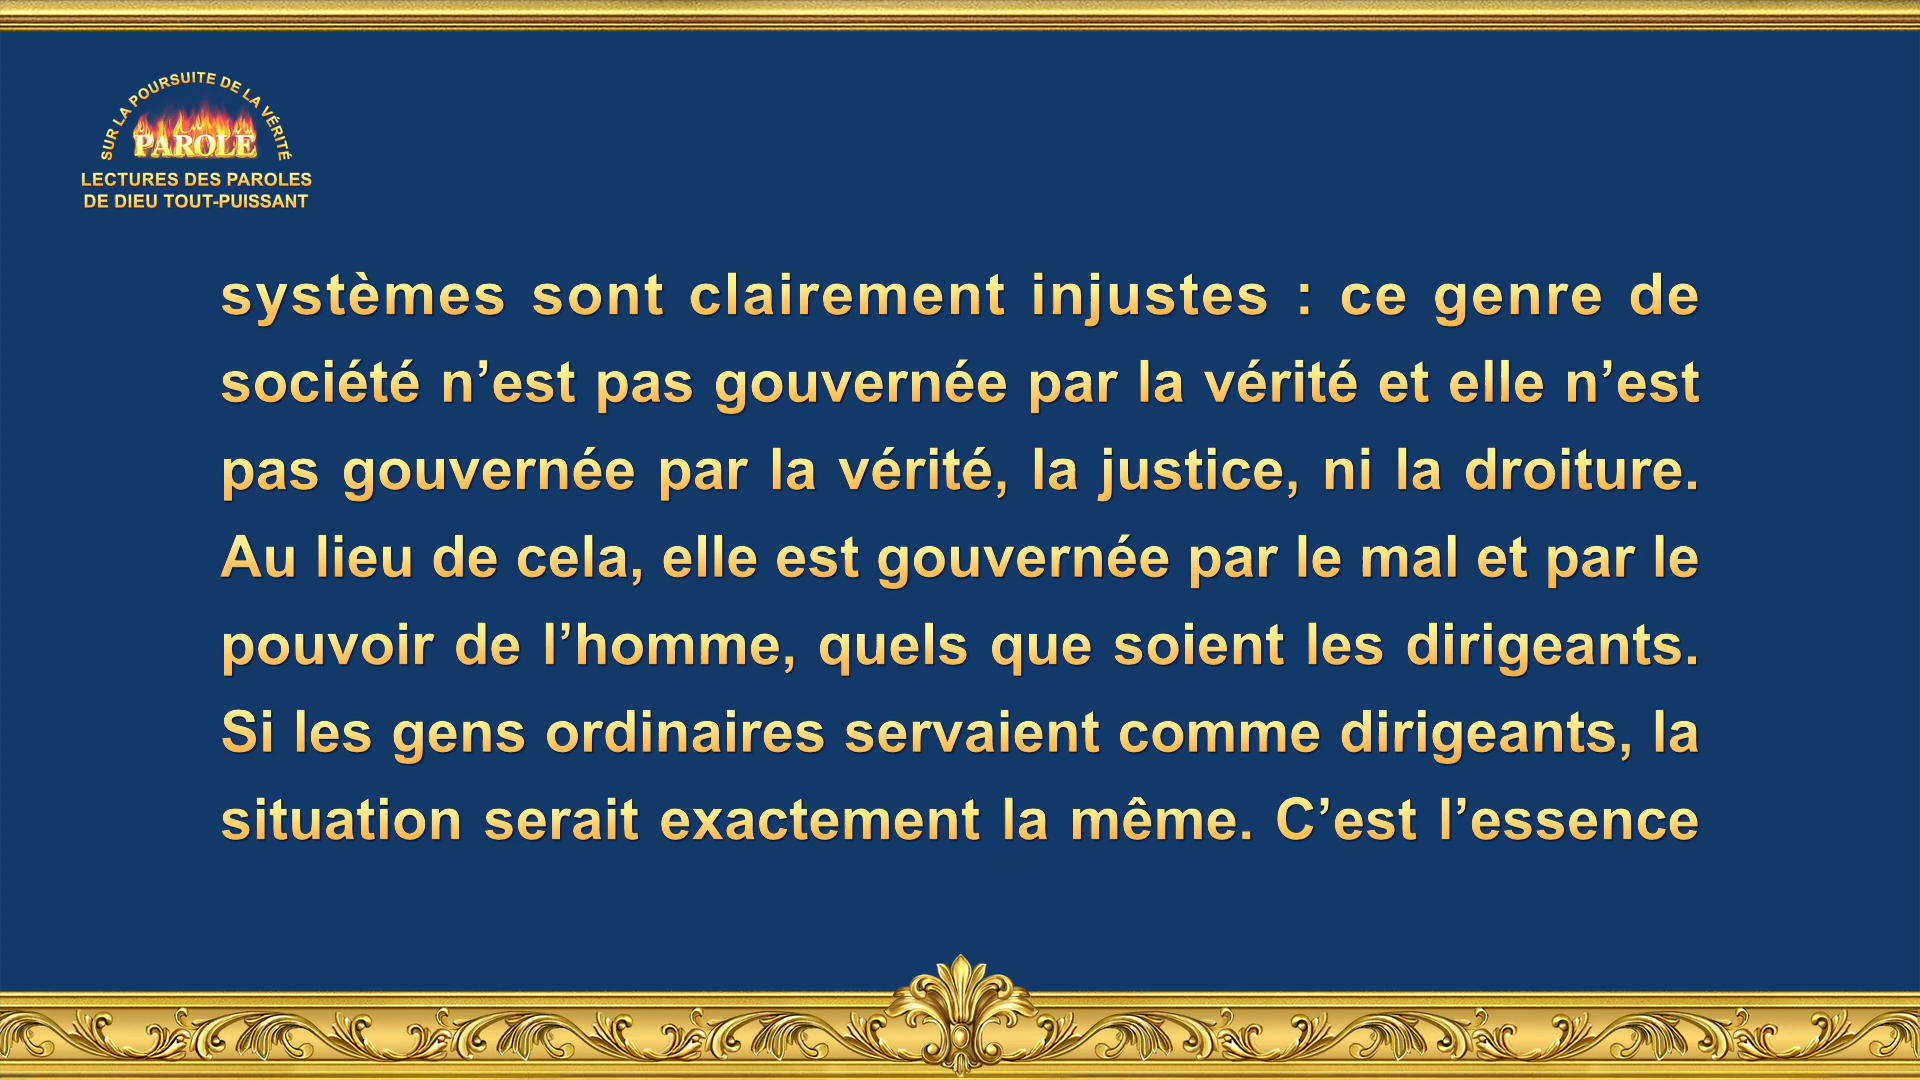 SUR LA POURSUITE DE LA VÉRITÉ
PAROLE
LECTURES DES PAROLES
DE DIEU TOUT-PUISSANT
systèmes sont clairement injustes : ce genre de
société n’est pas gouvernée par la vérité et elle n’est
pas gouvernée par la vérité, la justice, ni la droiture.
Au lieu de cela, elle est gouvernée par le mal et par le
pouvoir de l’homme, quels que soient les dirigeants.
Si les gens ordinaires servaient comme dirigeants, la
situation serait exactement la même. C’est l’essence